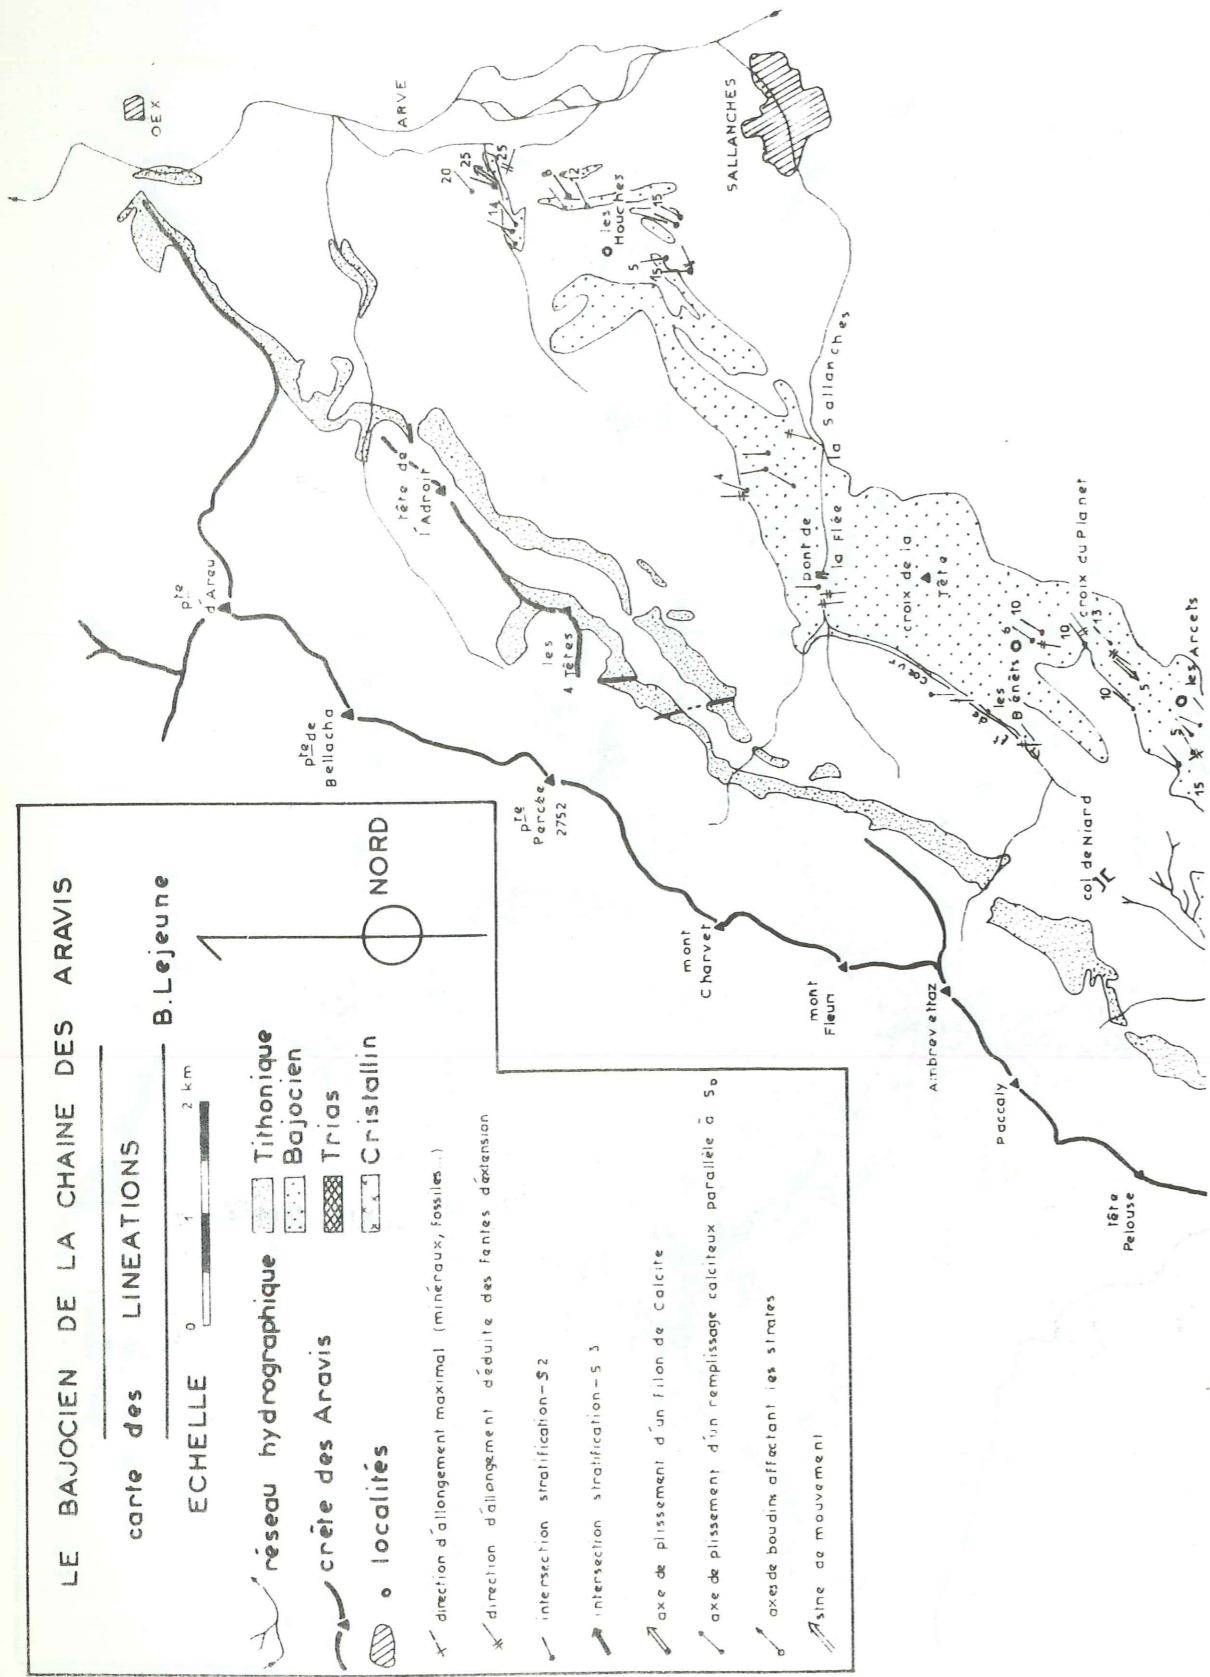 LE BAJOCIEN DE LA CHAINE DES ARAVIS
carte des LINEATIONS
B. Lejeune
ECHELLE
0 1 2 km
NORD
réseau hydrographique
crête des Aravis
localités
Tithonique
Bajocien
Trias
Cristallin
direction d'allongement maximal (minéraux, fossiles...)
direction d'allongement déduite des fentes d'extension
intersection stratification-S2
intersection stratification-S3
axe de plissement d'un filon de calcite
axe de plissement d'un remplissage calciteux parallèle à So
axes de boudins affectant les strates
strie de mouvement
OEX
ARVE
SALLANCHES
20
25
25
14
8
12
les
Houches
15
5
15
pte
d'Areu
tête de
l'Adroit
pte de
Bellacha
les
4 Têtes
pte
Percée
2752
4
la Sallanches
pont de
la Flée
croix de la
Tête
mont
Charvet
mont
Fleuri
Ambrevettaz
Paccaly
tête
Pelouse
coeur
les
Bénéts
6
10
10
croix du Planet
13
10
5
les Arcets
5
15
col de Niard